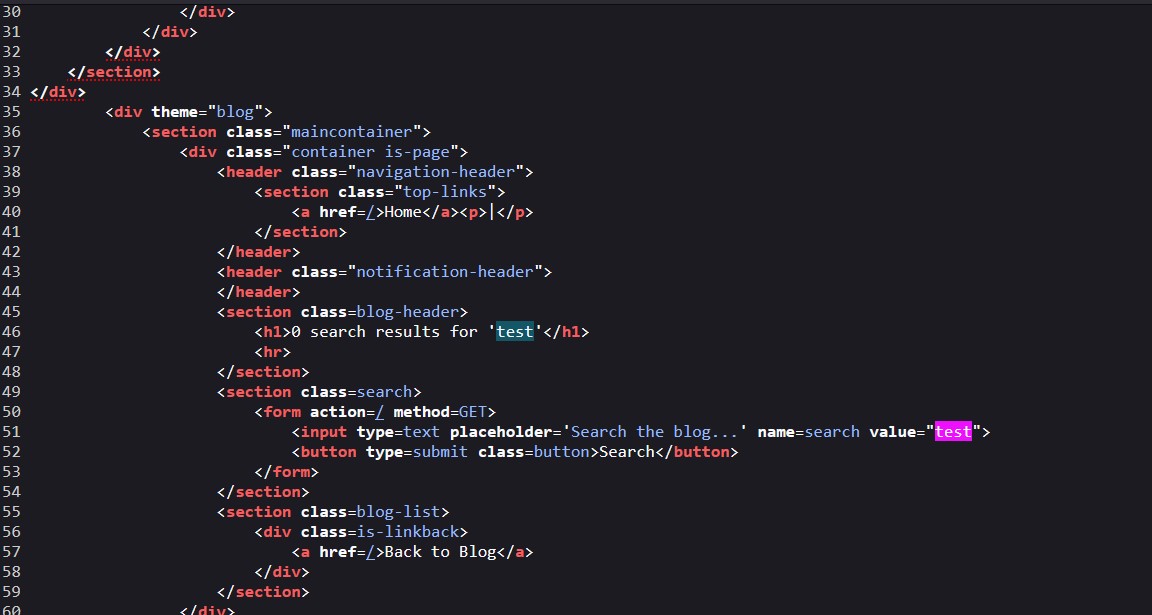 30                 </div>
31             </div>
32         </div>
33     </section>
34 </div>
35         <div theme="blog">
36             <section class="maincontainer">
37                 <div class="container is-page">
38                     <header class="navigation-header">
39                         <section class="top-links">
40                             <a href=/>Home</a><p>|</p>
41                         </section>
42                     </header>
43                     <header class="notification-header">
44                     </header>
45                     <section class=blog-header>
46                         <h1>0 search results for 'test'</h1>
47                         <hr>
48                     </section>
49                     <section class=search>
50                         <form action=/ method=GET>
51                             <input type=text placeholder='Search the blog...' name=search value="test">
52                             <button type=submit class=button>Search</button>
53                         </form>
54                     </section>
55                     <section class=blog-list>
56                         <div class=is-linkback>
57                             <a href=/>Back to Blog</a>
58                         </div>
59                     </section>
60                 </div>